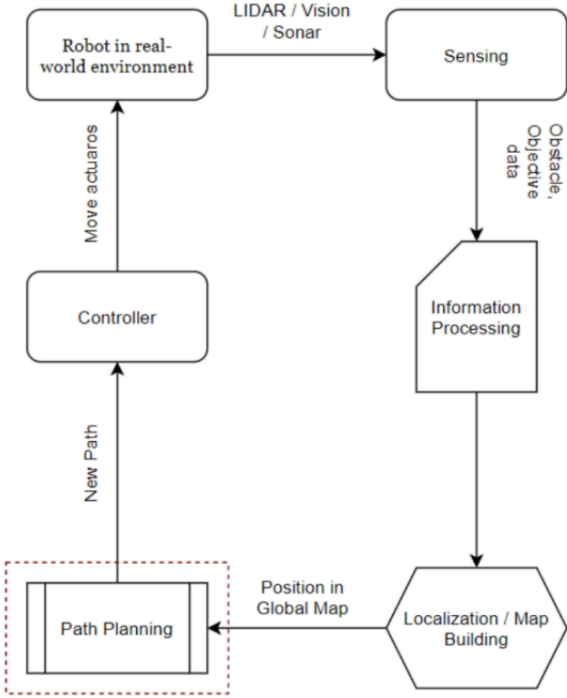 LIDAR / Vision
/ Sonar
Robot in real-
world environment
Sensing
Move actuaros
Obstacle,
Objective
data
Controller
Information
Processing
New Path
Position in
Global Map
Path Planning
Localization / Map
Building